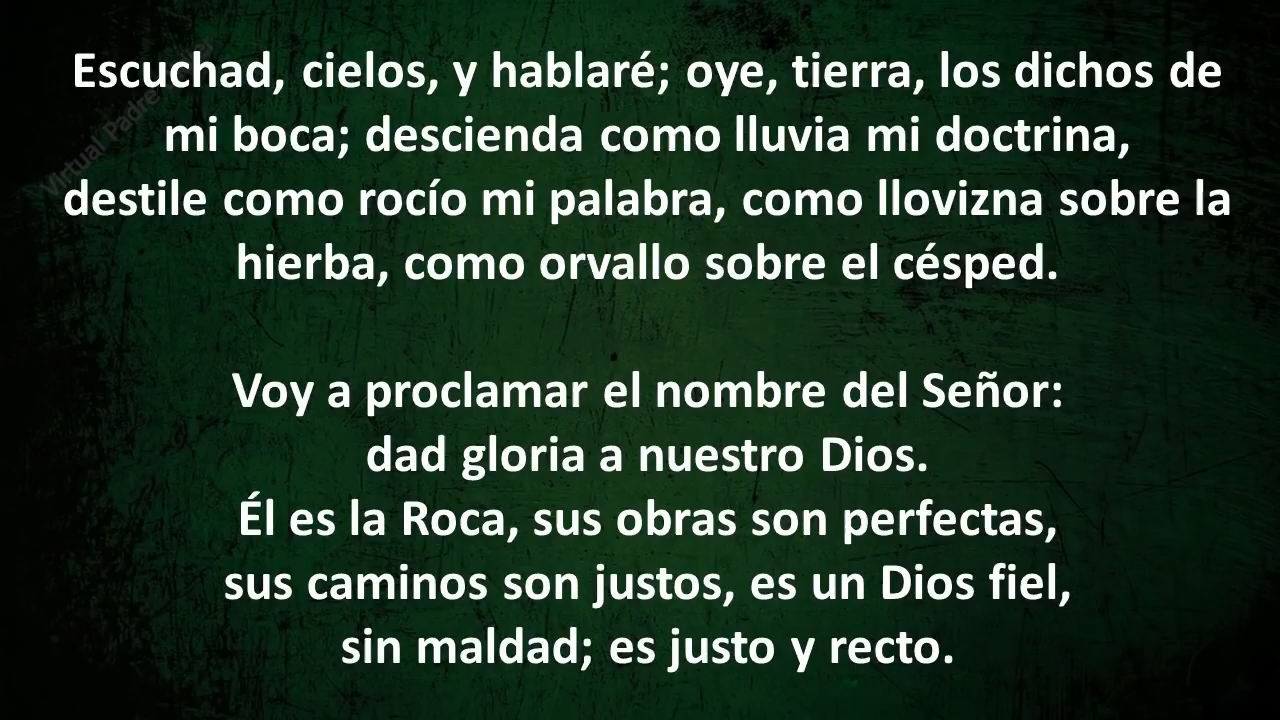 Escuchad, cielos, y hablaré; oye, tierra, los dichos de
mi boca; descienda como lluvia mi doctrina,
destile como rocío mi palabra, como llovizna sobre la
hierba, como orvallo sobre el césped.
Voy a proclamar el nombre del Señor:
dad gloria a nuestro Dios.
Él es la Roca, sus obras son perfectas,
sus caminos son justos, es un Dios fiel,
sin maldad; es justo y recto.
Virtual Padre